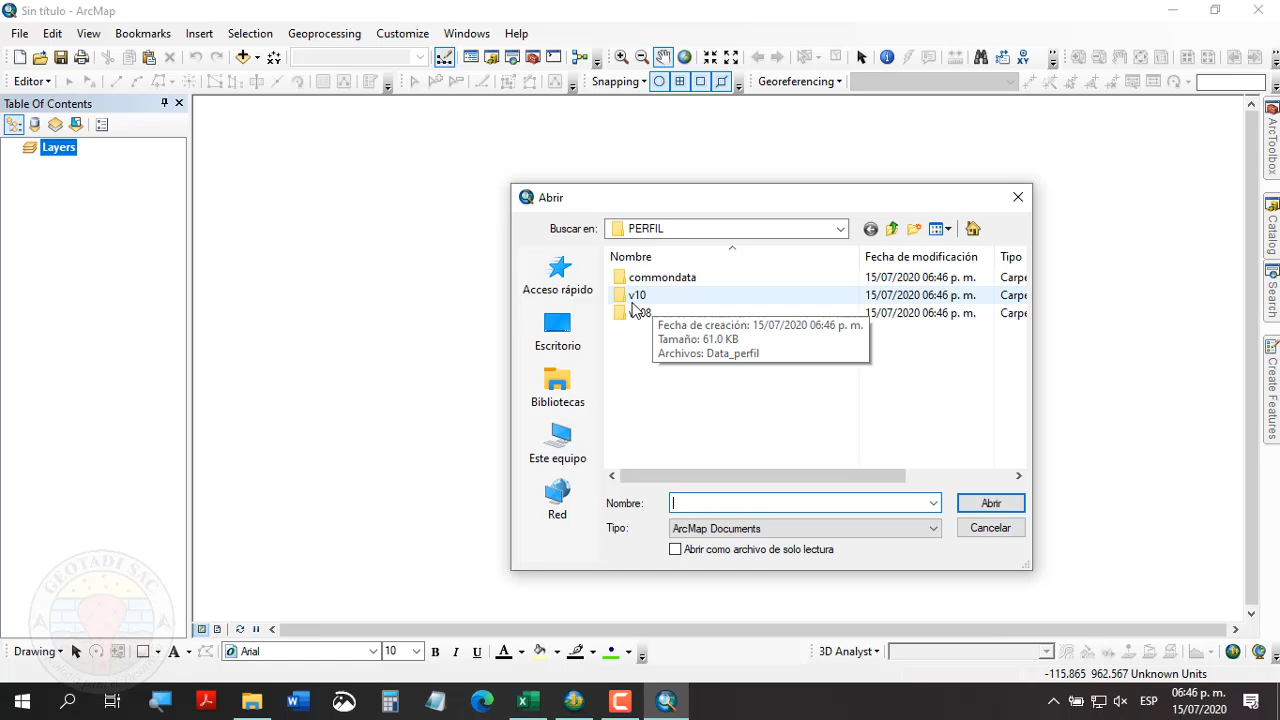 Sin título - ArcMap
File Edit View Bookmarks Insert Selection Geoprocessing Customize Windows Help
Editor Snapping Georeferencing
Table Of Contents
Layers
ArcToolbox
Catalog
Search
Create Features
Abrir
Buscar en: PERFIL
Nombre Fecha de modificación Tipo
commondata 15/07/2020 06:46 p. m. Carpe
v10 15/07/2020 06:46 p. m. Carpe
15/07/2020 06:46 p. m. Carpe
Fecha de creación: 15/07/2020 06:46 p. m.
Tamaño: 61.0 KB
Archivos: Data_perfil
Acceso rápido
Escritorio
Bibliotecas
Este equipo
Red
Nombre:
Abrir
Tipo: ArcMap Documents
Cancelar
Abrir como archivo de solo lectura
GEOTADI SAC
Drawing A Arial 10 B I U A 3D Analyst
-115.865 962.567 Unknown Units
ESP
06:46 p. m.
15/07/2020